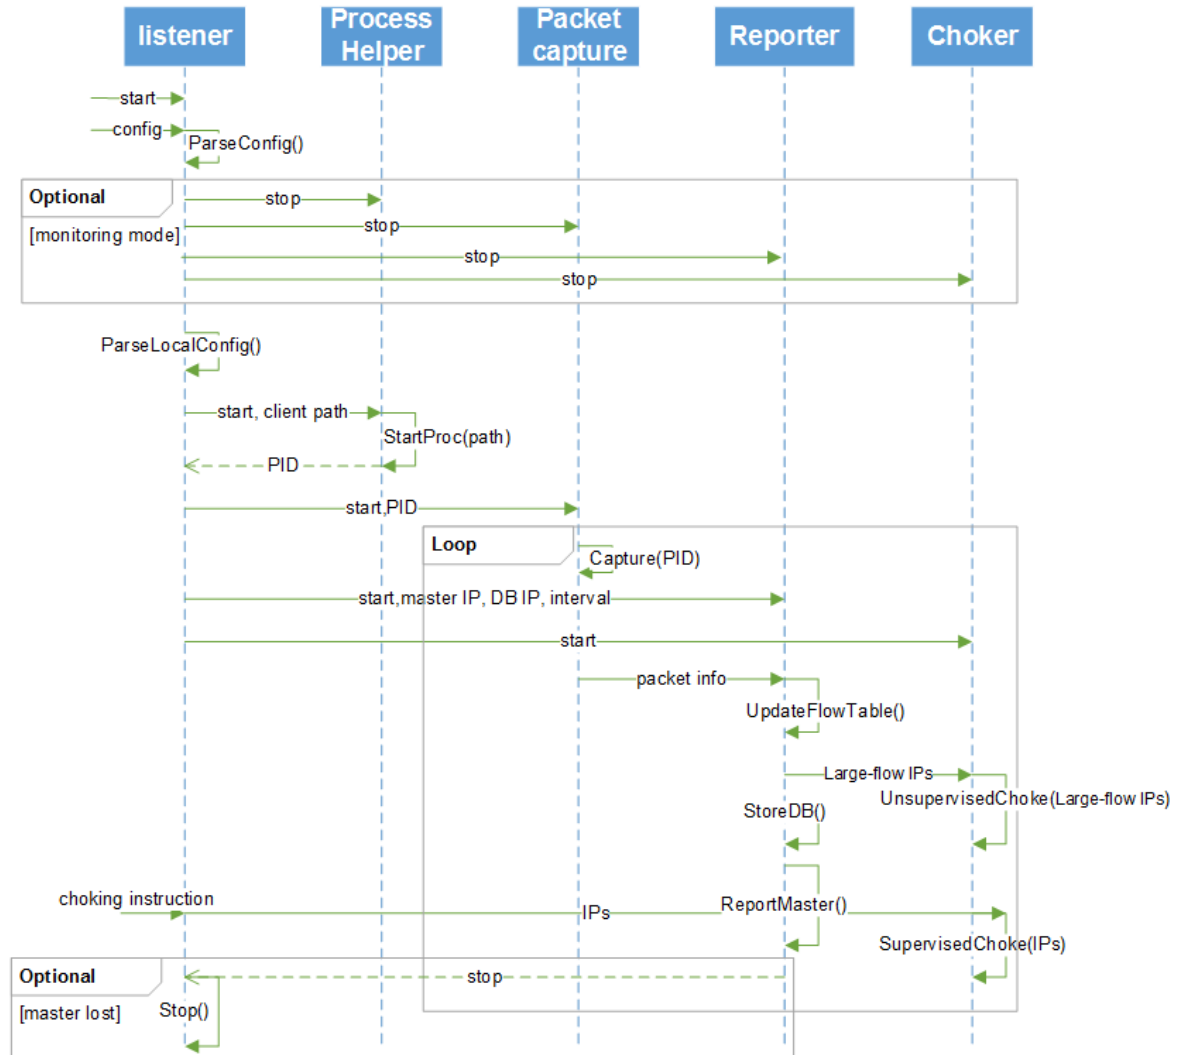 listener
Process
Helper
Packet
capture
Reporter
Choker
start
config
ParseConfig()
Optional
stop
[monitoring mode]
stop
stop
stop
ParseLocalConfig()
start, client path
StartProc(path)
PID
start,PID
Loop
Capture(PID)
start,master IP, DB IP, interval
start
packet info
UpdateFlowTable()
Large-flow IPs
UnsupervisedChoke(Large-flow IPs)
StoreDB()
choking instruction
IPs
ReportMaster()
SupervisedChoke(IPs)
Optional
stop
[master lost]
Stop()